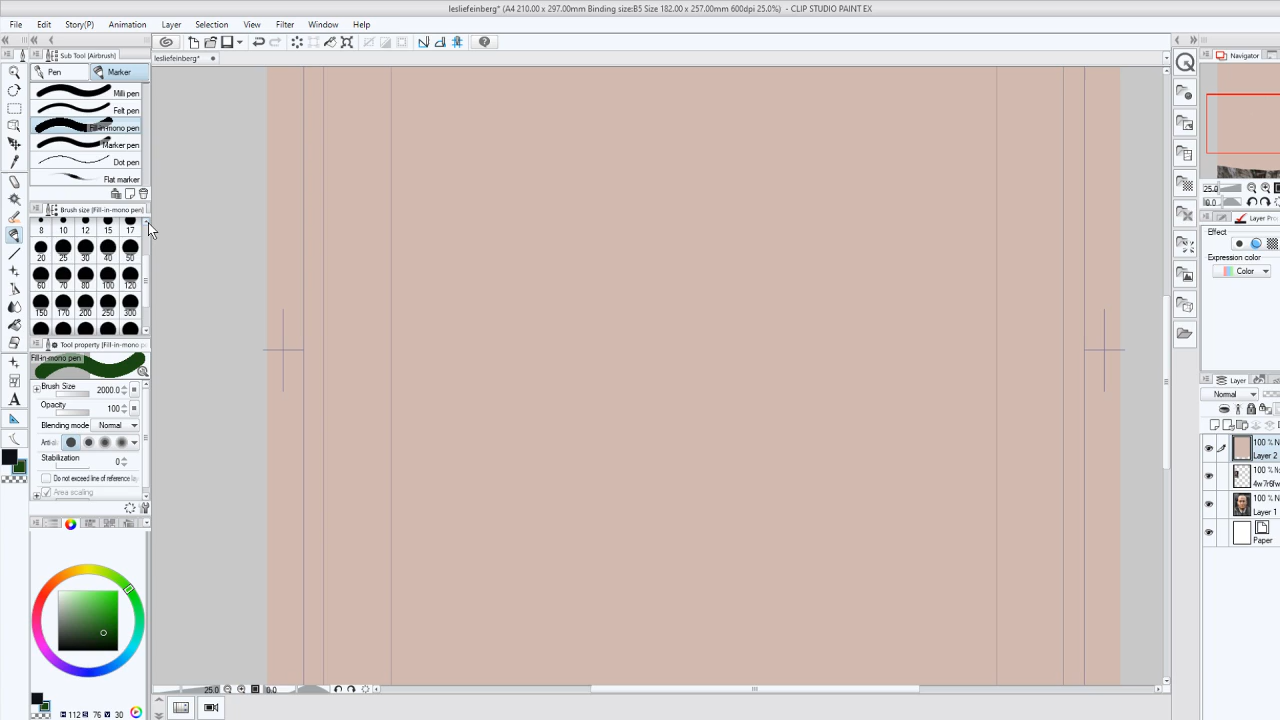 lesliefeinberg* (A4 210.00 x 297.00mm Binding size:B5 Size 182.00 x 257.00mm 600dpi 25.0%) - CLIP STUDIO PAINT EX
File Edit Story(P) Animation Layer Selection View Filter Window Help
Sub Tool [Airbrush]
Navigator
lesliefeinberg*
Pen Marker
Milli pen
Felt pen
Fill-in-mono pen
Marker pen
Dot pen
Flat marker
25.0
0.0
Brush size [Fill-in-mono pen]
Layer Pro
8 10 12 15 17
Effect
20 25 30 40 50
Expression color
Color
60 70 80 100 120
150 170 200 250 300
Tool property [Fill-in-mono p
Fill-in-mono pen
Layer
Brush Size 2000.0
Normal
Opacity 100
Blending mode Normal
Anti-
100 % N
Layer 2
Stabilization 0
100 % N
4w7r6fw
Do not exceed line of reference la
Area scaling
100 % N
Layer 1
Paper
25.0 0.0
H 112 S 76 V 30